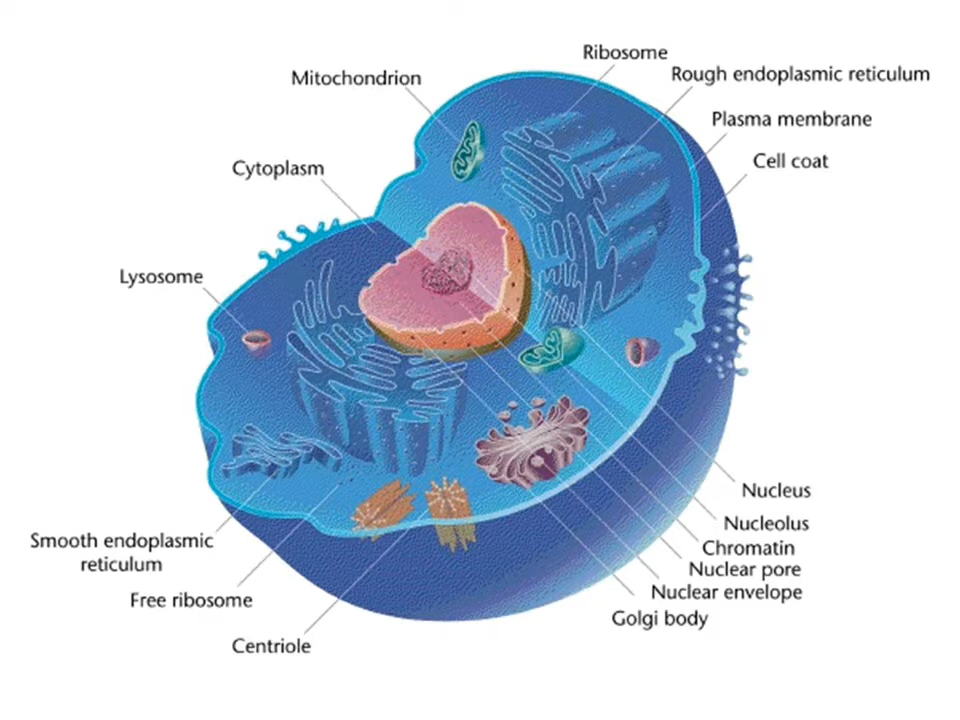 Ribosome
Mitochondrion
Rough endoplasmic reticulum
Plasma membrane
Cell coat
Cytoplasm
Lysosome
Nucleus
Nucleolus
Smooth endoplasmic
reticulum
Chromatin
Nuclear pore
Nuclear envelope
Free ribosome
Golgi body
Centriole